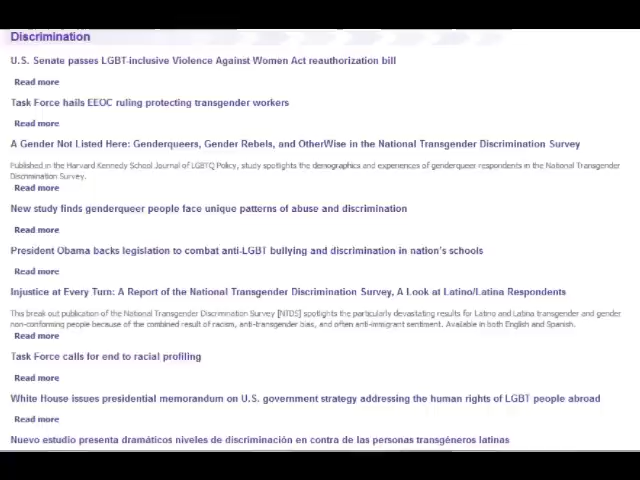 Discrimination
U.S. Senate passes LGBT-inclusive Violence Against Women Act reauthorization bill
Read more
Task Force hails EEOC ruling protecting transgender workers
Read more
A Gender Not Listed Here: Genderqueers, Gender Rebels, and OtherWise in the National Transgender Discrimination Survey
Published in the Harvard Kennedy School Journal of LGBTQ Policy, study spotlights the demographics and experiences of genderqueer respondents in the National Transgender
Discrimination Survey.
Read more
New study finds genderqueer people face unique patterns of abuse and discrimination
Read more
President Obama backs legislation to combat anti-LGBT bullying and discrimination in nation's schools
Read more
Injustice at Every Turn: A Report of the National Transgender Discrimination Survey, A Look at Latino/Latina Respondents
This break out publication of the National Transgender Discrimination Survey [NTDS] spotlights the particularly devastating results for Latino and Latina transgender and gender
non-conforming people because of the combined result of racism, anti-transgender bias, and often anti-immigrant sentiment. Available in both English and Spanish.
Read more
Task Force calls for end to racial profiling
Read more
White House issues presidential memorandum on U.S. government strategy addressing the human rights of LGBT people abroad
Read more
Nuevo estudio presenta dramáticos niveles de discriminación en contra de las personas transgéneros latinas